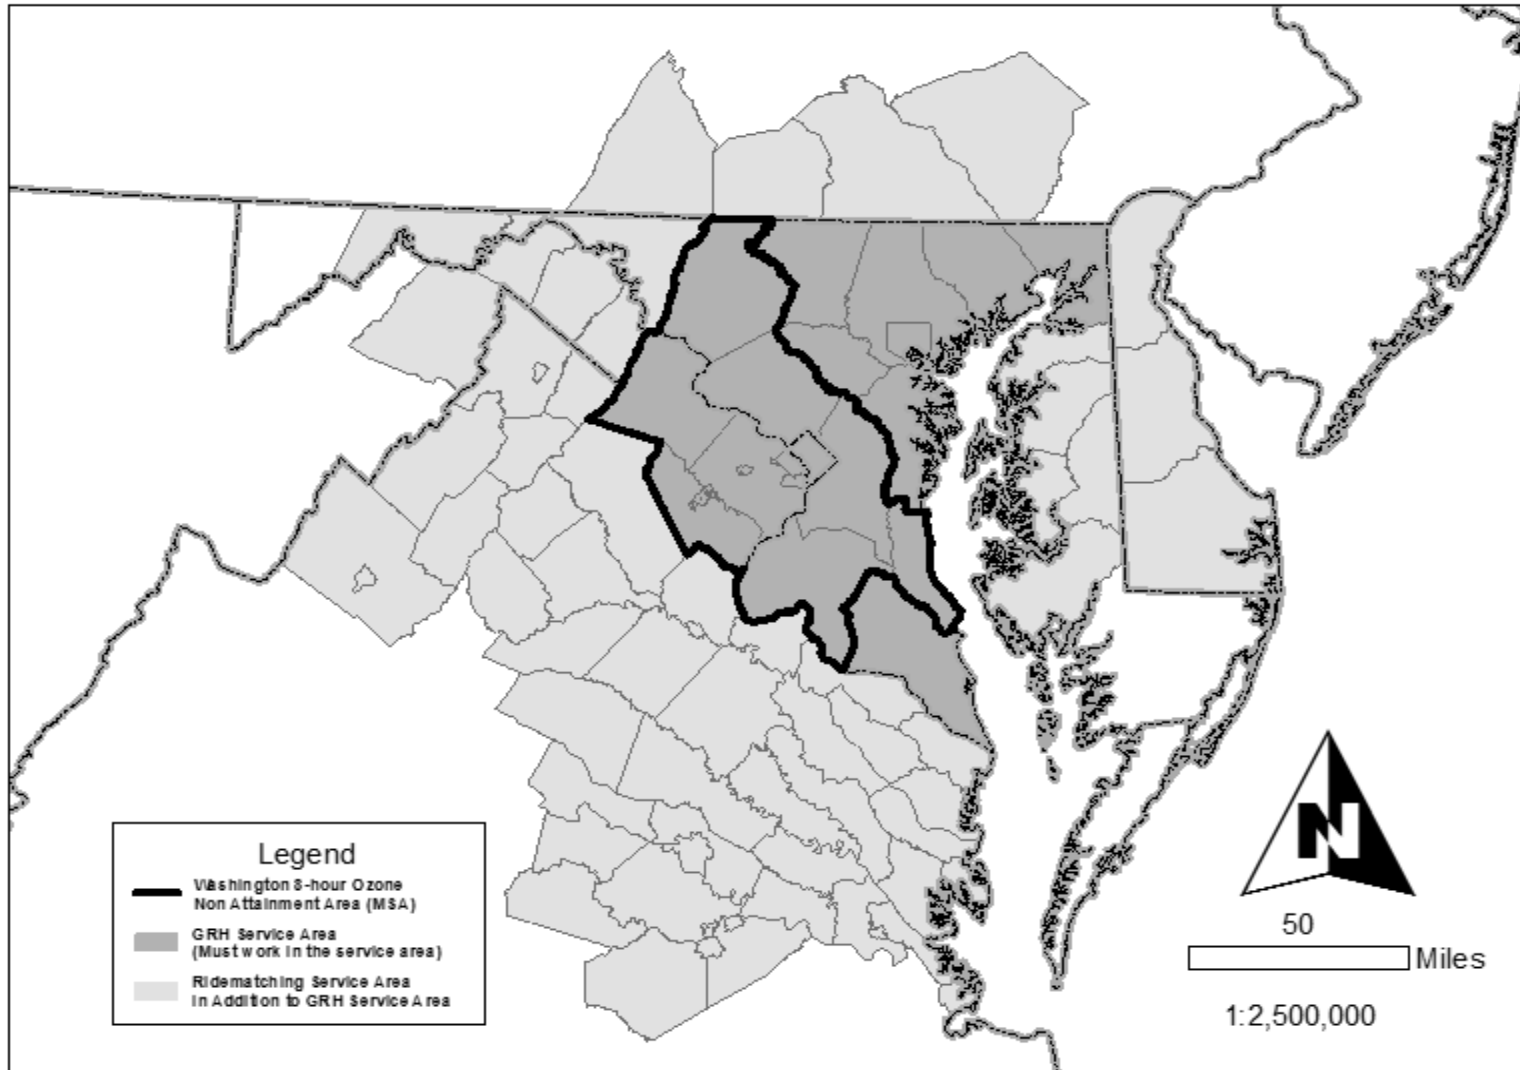 Legend
Washington 8-hour Ozone
Non Attainment Area (MSA)
GRH Service Area
(Must work in the service area)
Ridematching Service Area
in Addition to GRH Service Area
N
50
Miles
1:2,500,000